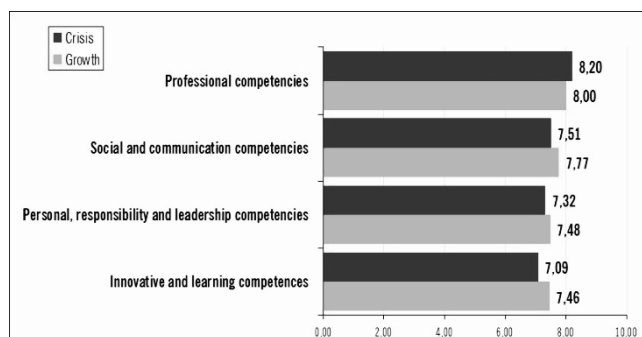 Crisis
Growth
Professional competencies
8,20
8,00
Social and communication competencies
7,51
7,77
Personal, responsibility and leadership competencies
7,32
7,48
Innovative and learning competences
7,09
7,46
0,00 2,00 4,00 6,00 8,00 10,00